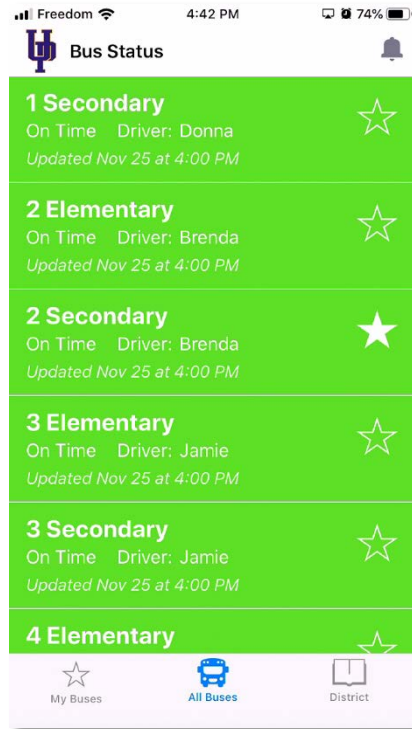 Freedom 4:42 PM 74%
UP Bus Status
1 Secondary
On Time Driver: Donna
Updated Nov 25 at 4:00 PM
2 Elementary
On Time Driver: Brenda
Updated Nov 25 at 4:00 PM
2 Secondary
On Time Driver: Brenda
Updated Nov 25 at 4:00 PM
3 Elementary
On Time Driver: Jamie
Updated Nov 25 at 4:00 PM
3 Secondary
On Time Driver: Jamie
Updated Nov 25 at 4:00 PM
4 Elementary
My Buses All Buses District